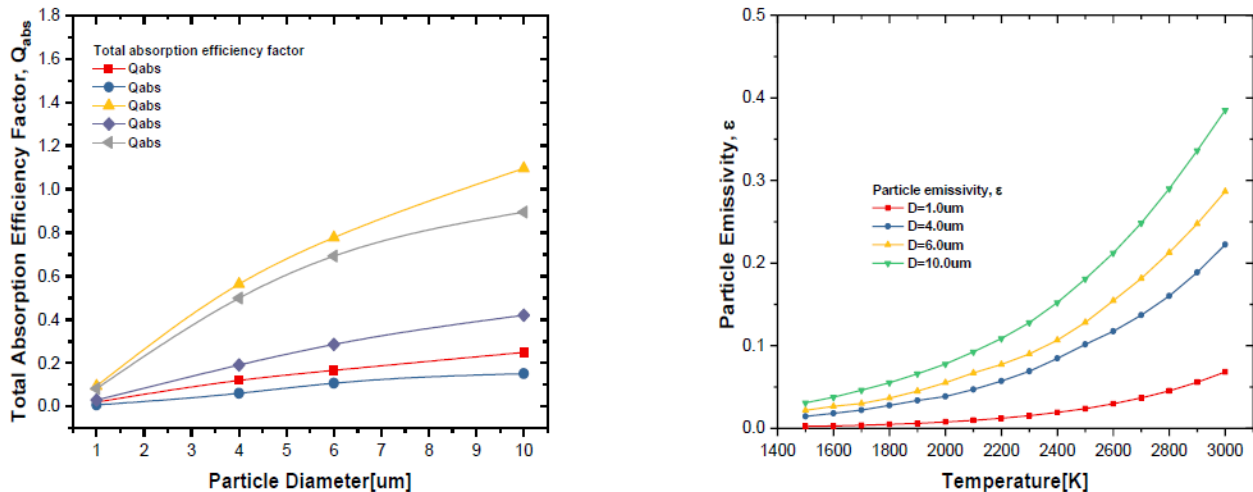 Total Absorption Efficiency Factor, Qabs
1.8
1.6
1.4
1.2
1.0
0.8
0.6
0.4
0.2
0.0
Total absorption efficiency factor
Qabs
Qabs
Qabs
Qabs
Qabs
1 2 3 4 5 6 7 8 9 10
Particle Diameter[um]
Particle Emissivity, ε
0.5
0.4
0.3
0.2
0.1
0.0
Particle emissivity, ε
D=1.0um
D=4.0um
D=6.0um
D=10.0um
1400 1600 1800 2000 2200 2400 2600 2800 3000
Temperature[K]